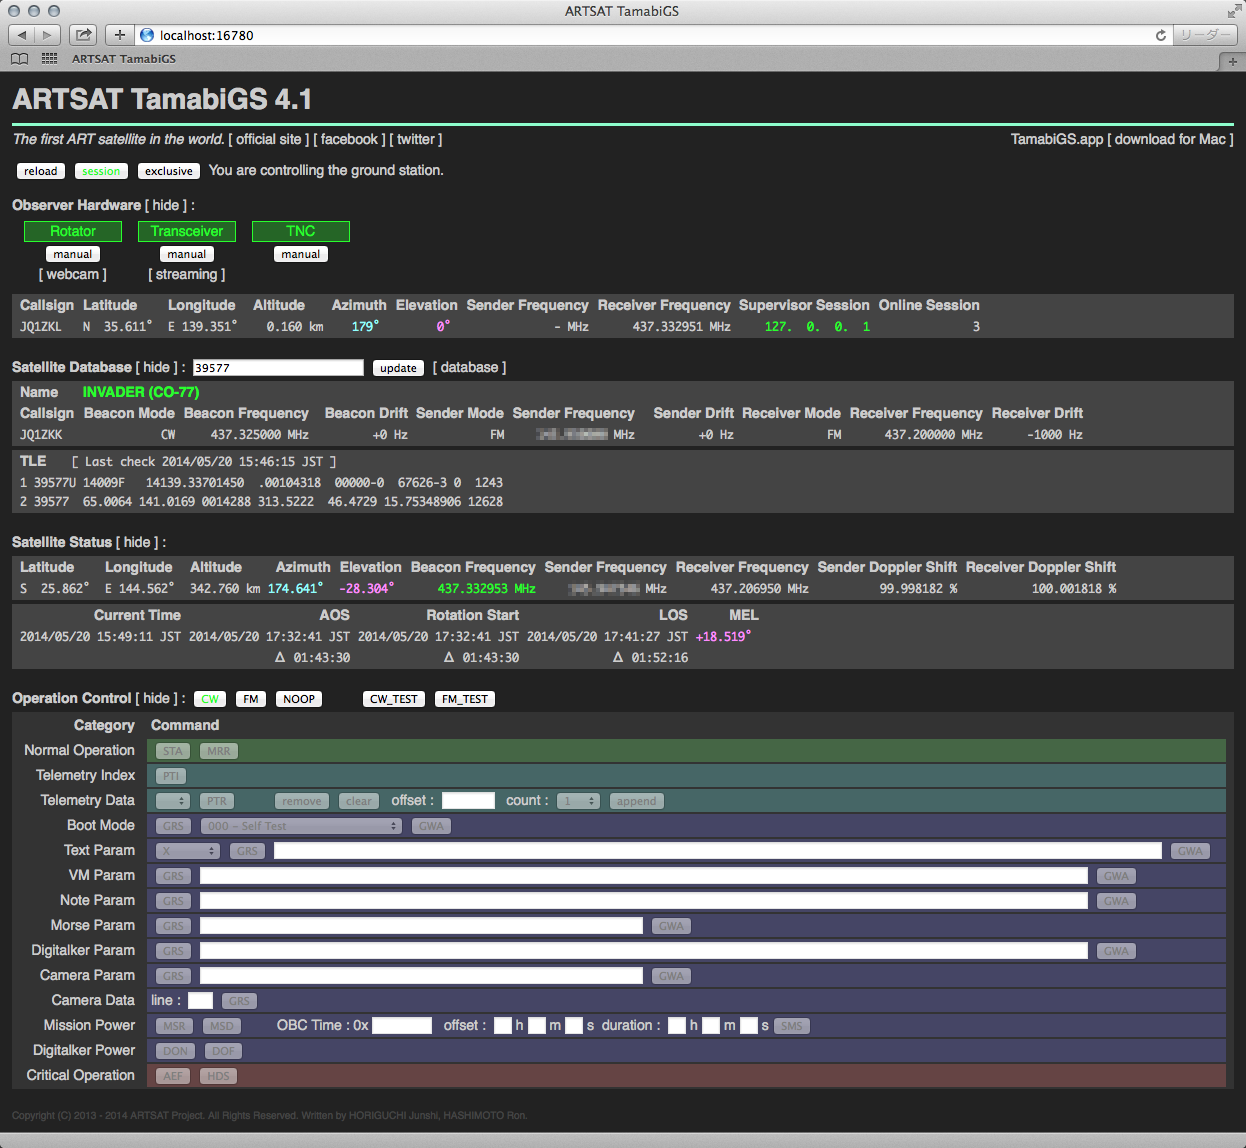 ARTSAT TamabiGS
localhost:16780
リーダー
ARTSAT TamabiGS
ARTSAT TamabiGS 4.1
The first ART satellite in the world. [ official site ] [ facebook ] [ twitter ] TamabiGS.app [ download for Mac ]
reload session exclusive You are controlling the ground station.
Observer Hardware [ hide ] :
Rotator Transceiver TNC
manual manual manual
[ webcam ] [ streaming ]
Callsign Latitude Longitude Altitude Azimuth Elevation Sender Frequency Receiver Frequency Supervisor Session Online Session
JQ1ZKL N 35.611° E 139.351° 0.160 km 179° 0° - MHz 437.332951 MHz 127. 0. 0. 1 3
Satellite Database [ hide ] : 39577 update [ database ]
Name INVADER (CO-77)
Callsign Beacon Mode Beacon Frequency Beacon Drift Sender Mode Sender Frequency Sender Drift Receiver Mode Receiver Frequency Receiver Drift
JQ1ZKK CW 437.325000 MHz +0 Hz FM MHz +0 Hz FM 437.200000 MHz -1000 Hz
TLE [ Last check 2014/05/20 15:46:15 JST ]
1 39577U 14009F 14139.33701450 .00104318 00000-0 67626-3 0 1243
2 39577 65.0064 141.0169 0014288 313.5222 46.4729 15.75348906 12628
Satellite Status [ hide ] :
Latitude Longitude Altitude Azimuth Elevation Beacon Frequency Sender Frequency Receiver Frequency Sender Doppler Shift Receiver Doppler Shift
S 25.862° E 144.562° 342.760 km 174.641° -28.304° 437.332953 MHz MHz 437.206950 MHz 99.998182 % 100.001818 %
Current Time AOS Rotation Start LOS MEL
2014/05/20 15:49:11 JST 2014/05/20 17:32:41 JST 2014/05/20 17:32:41 JST 2014/05/20 17:41:27 JST +18.519°
Δ 01:43:30 Δ 01:43:30 Δ 01:52:16
Operation Control [ hide ] : CW FM NOOP CW_TEST FM_TEST
Category Command
Normal Operation STA MRR
Telemetry Index PTI
Telemetry Data PTR remove clear offset : count : 1 append
Boot Mode GRS 000 - Self Test GWA
Text Param X GRS GWA
VM Param GRS GWA
Note Param GRS GWA
Morse Param GRS GWA
Digitalker Param GRS GWA
Camera Param GRS GWA
Camera Data line : GRS
Mission Power MSR MSD OBC Time : 0x offset : h m s duration : h m s SMS
Digitalker Power DON DOF
Critical Operation AEF HDS
Copyright (C) 2013 - 2014 ARTSAT Project. All Rights Reserved. Written by HORIGUCHI Junshi, HASHIMOTO Ron.